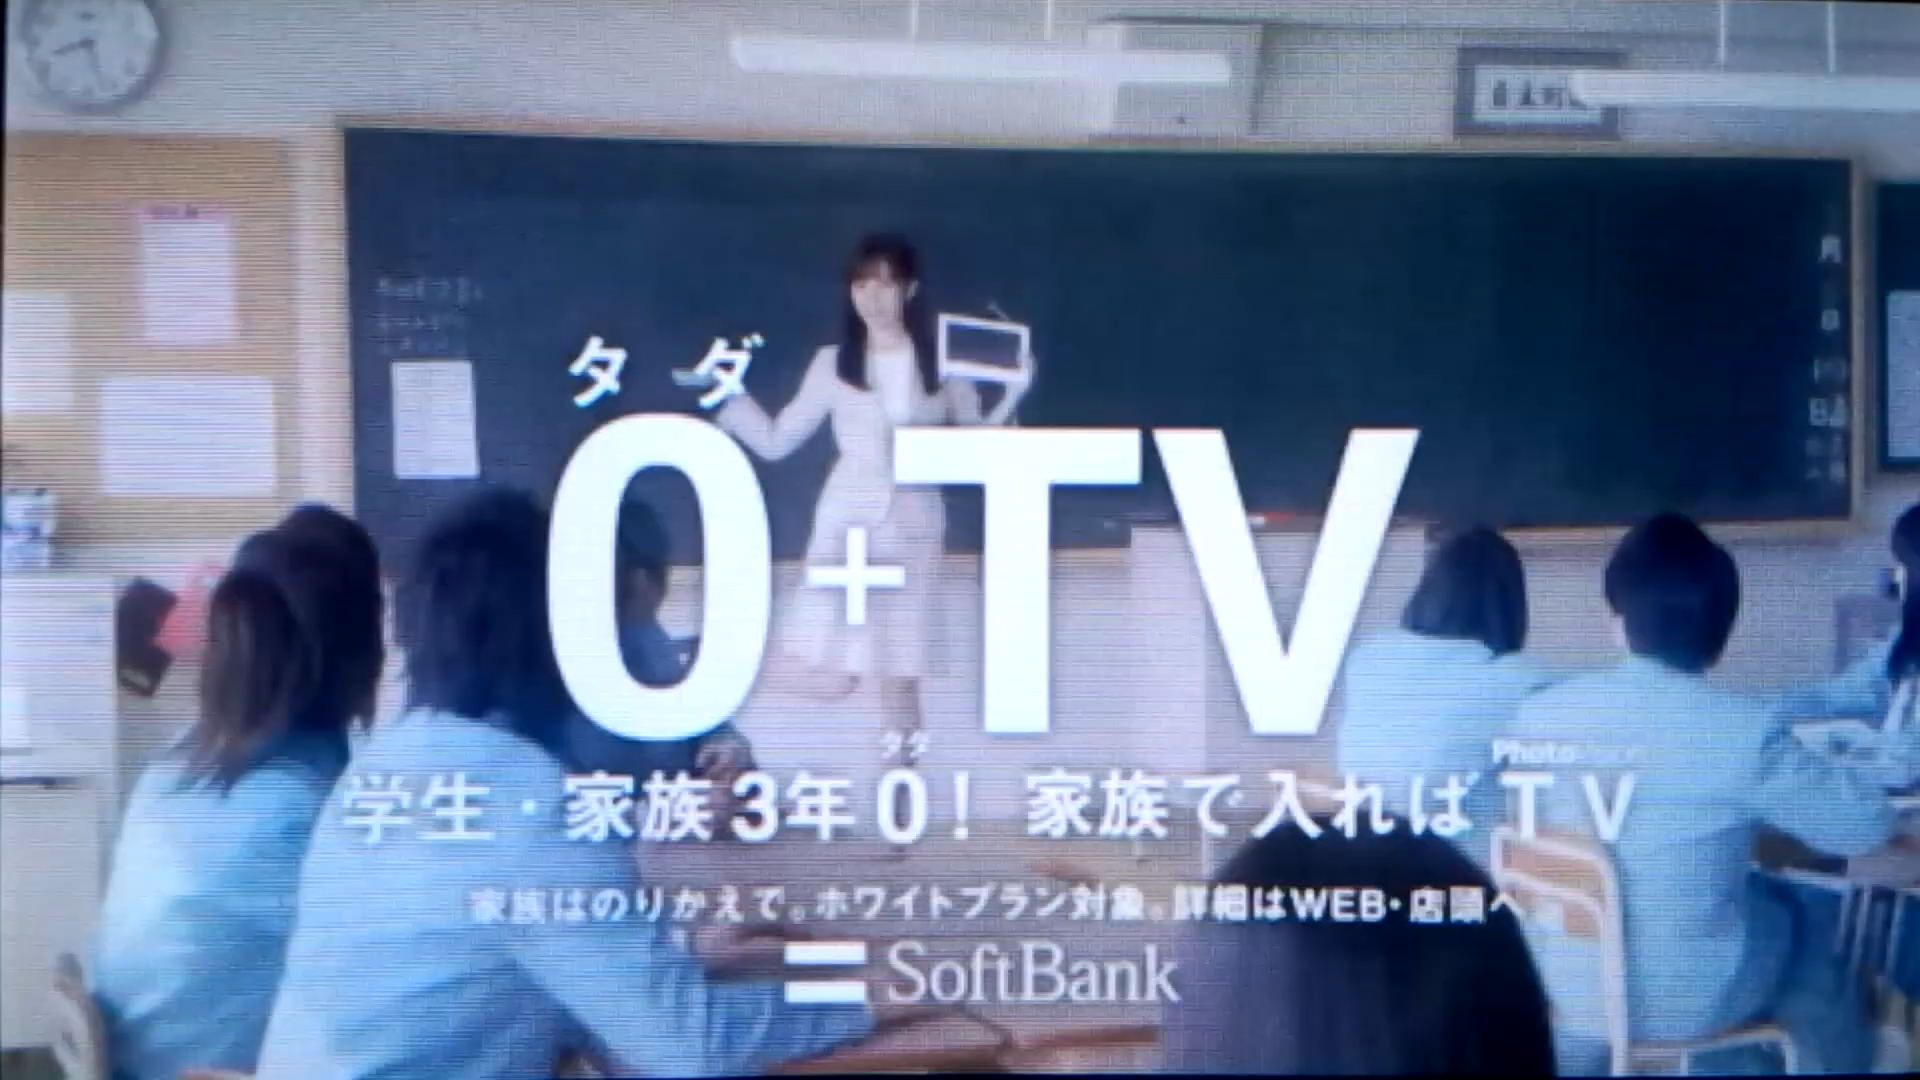 タダ
0+TV
タダ
学生・家族3年0! 家族で入ればTV
家族はのりかえで。ホワイトプラン対象。詳細はWEB・店頭へ
SoftBank